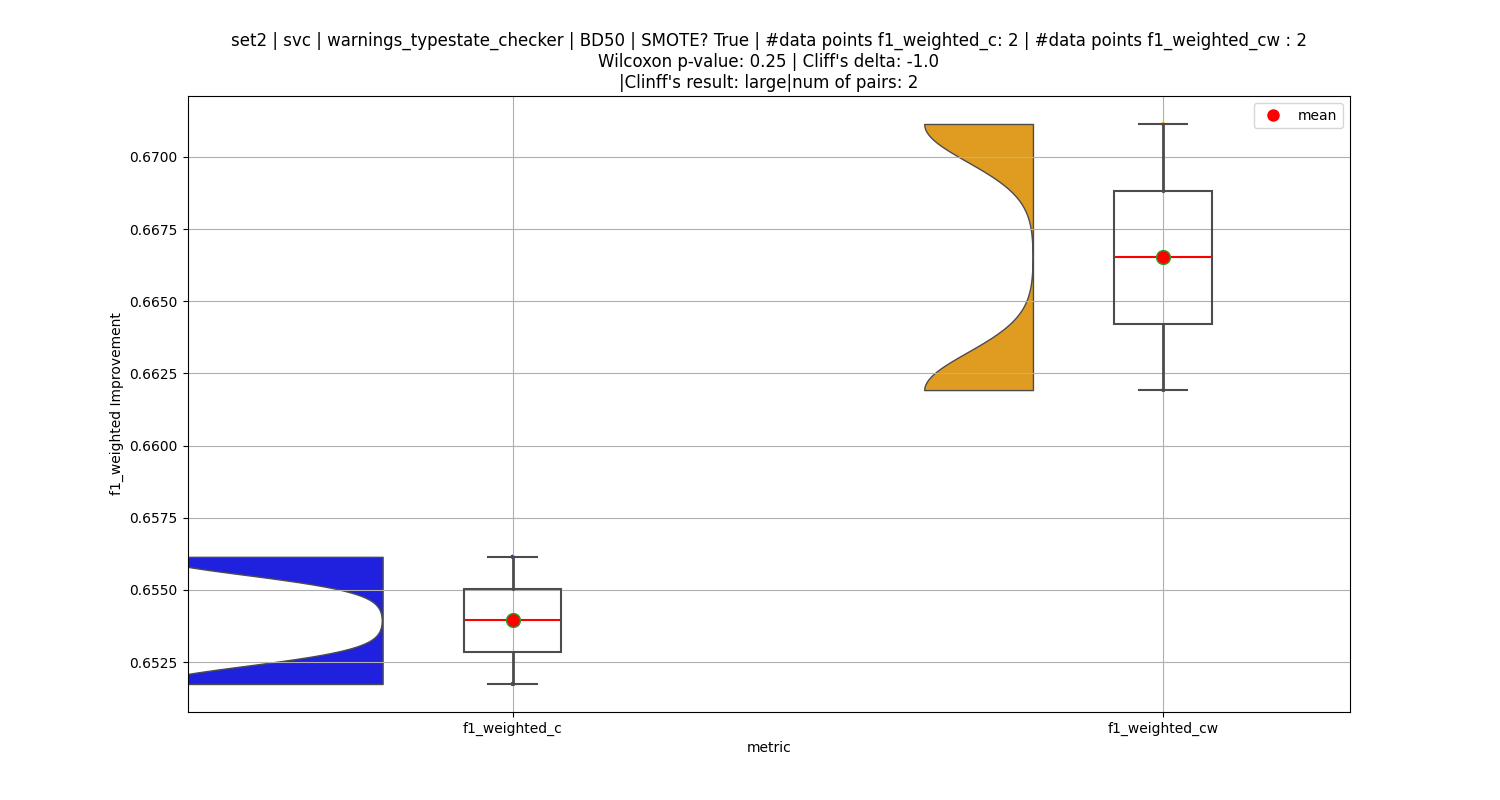 set2 | svc | warnings_typestate_checker | BD50 | SMOTE? True | #data points f1_weighted_c: 2 | #data points f1_weighted_cw : 2
Wilcoxon p-value: 0.25 | Cliff's delta: -1.0
|Clinff's result: large|num of pairs: 2
mean
0.6700
0.6675
0.6650
0.6625
0.6600
0.6575
0.6550
0.6525
f1_weighted Improvement
f1_weighted_c
f1_weighted_cw
metric